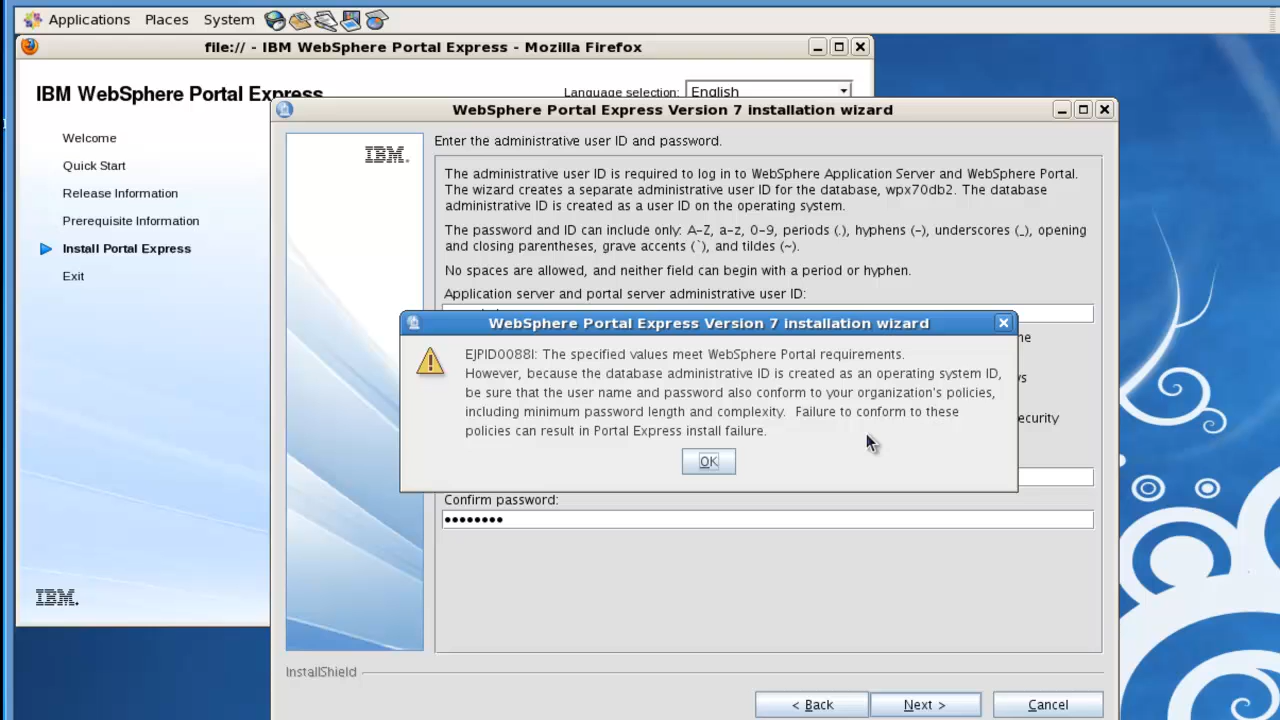 Applications Places System
file:// - IBM WebSphere Portal Express - Mozilla Firefox
IBM WebSphere Portal Express
Language selection: English
Welcome
Quick Start
Release Information
Prerequisite Information
Install Portal Express
Exit
IBM.
WebSphere Portal Express Version 7 installation wizard
IBM.
Enter the administrative user ID and password.
The administrative user ID is required to log in to WebSphere Application Server and WebSphere Portal.
The wizard creates a separate administrative user ID for the database, wpx70db2. The database
administrative ID is created as a user ID on the operating system.
The password and ID can include only: A-Z, a-z, 0-9, periods (.), hyphens (-), underscores (_), opening
and closing parentheses, grave accents (`), and tildes (~).
No spaces are allowed, and neither field can begin with a period or hyphen.
Application server and portal server administrative user ID:
WebSphere Portal Express Version 7 installation wizard
EJPID0088I: The specified values meet WebSphere Portal requirements.
However, because the database administrative ID is created as an operating system ID,
be sure that the user name and password also conform to your organization's policies,
including minimum password length and complexity. Failure to conform to these
policies can result in Portal Express install failure.
OK
Confirm password:
••••••••
InstallShield
< Back Next > Cancel